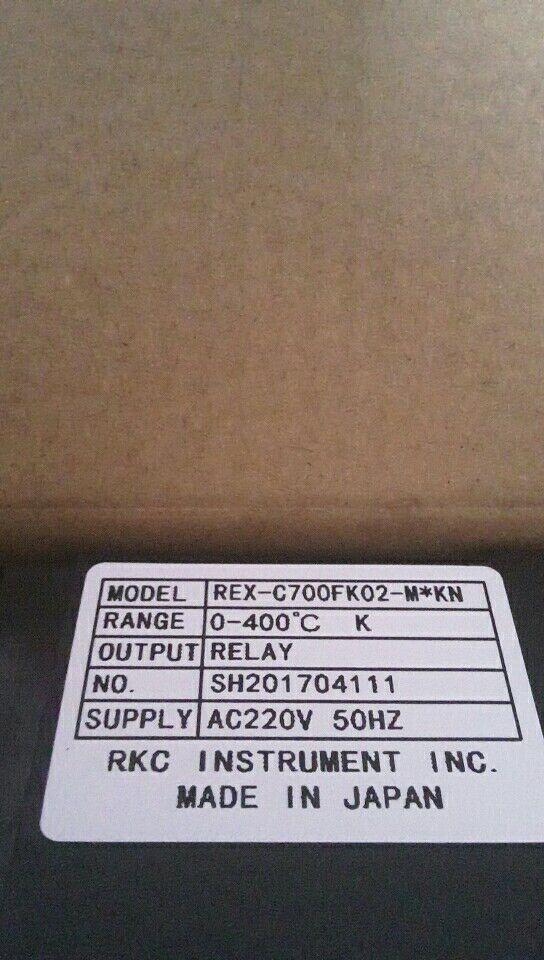 MODEL REX-C700FK02-M*KN
RANGE 0-400℃ K
OUTPUT RELAY
NO. SH201704111
SUPPLY AC220V 50HZ
RKC INSTRUMENT INC.
MADE IN JAPAN